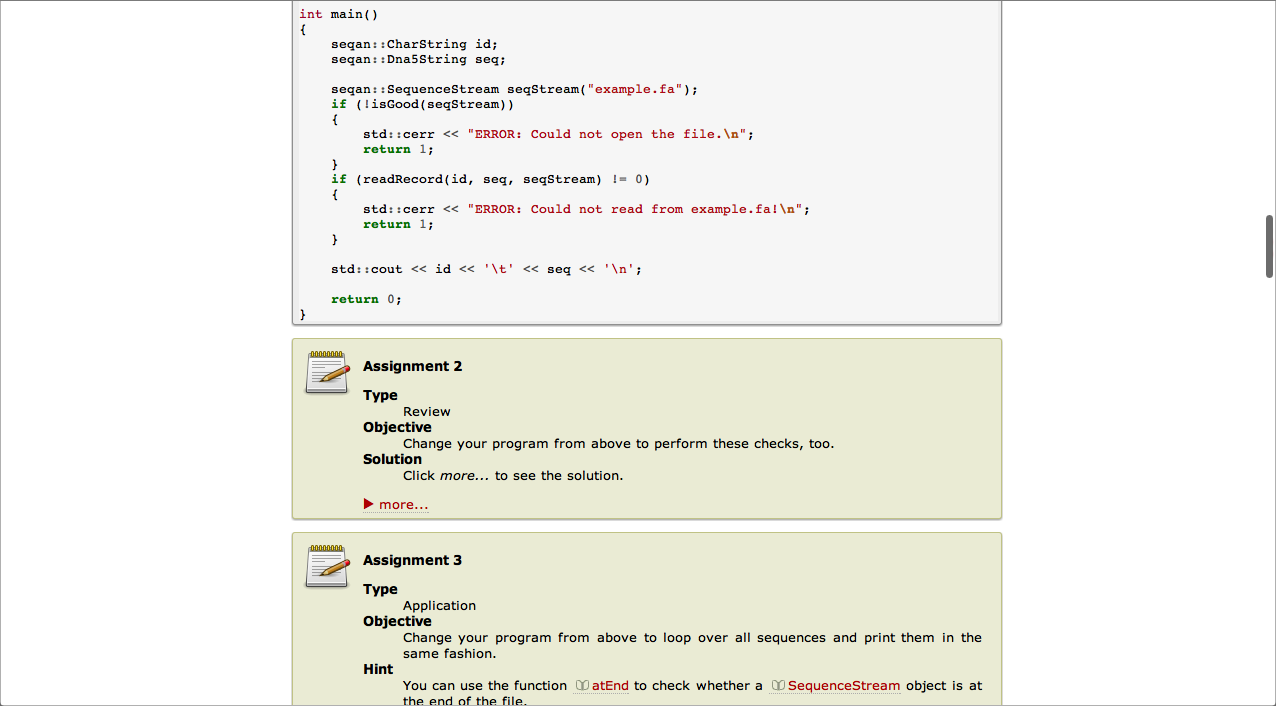 int main()
{
    seqan::CharString id;
    seqan::Dna5String seq;

    seqan::SequenceStream seqStream("example.fa");
    if (!isGood(seqStream))
    {
        std::cerr << "ERROR: Could not open the file.\n";
        return 1;
    }
    if (readRecord(id, seq, seqStream) != 0)
    {
        std::cerr << "ERROR: Could not read from example.fa!\n";
        return 1;
    }

    std::cout << id << '\t' << seq << '\n';

    return 0;
}
Assignment 2
Type
Review
Objective
Change your program from above to perform these checks, too.
Solution
Click more... to see the solution.
more...
Assignment 3
Type
Application
Objective
Change your program from above to loop over all sequences and print them in the
same fashion.
Hint
You can use the function atEnd to check whether a SequenceStream object is at
the end of the file.